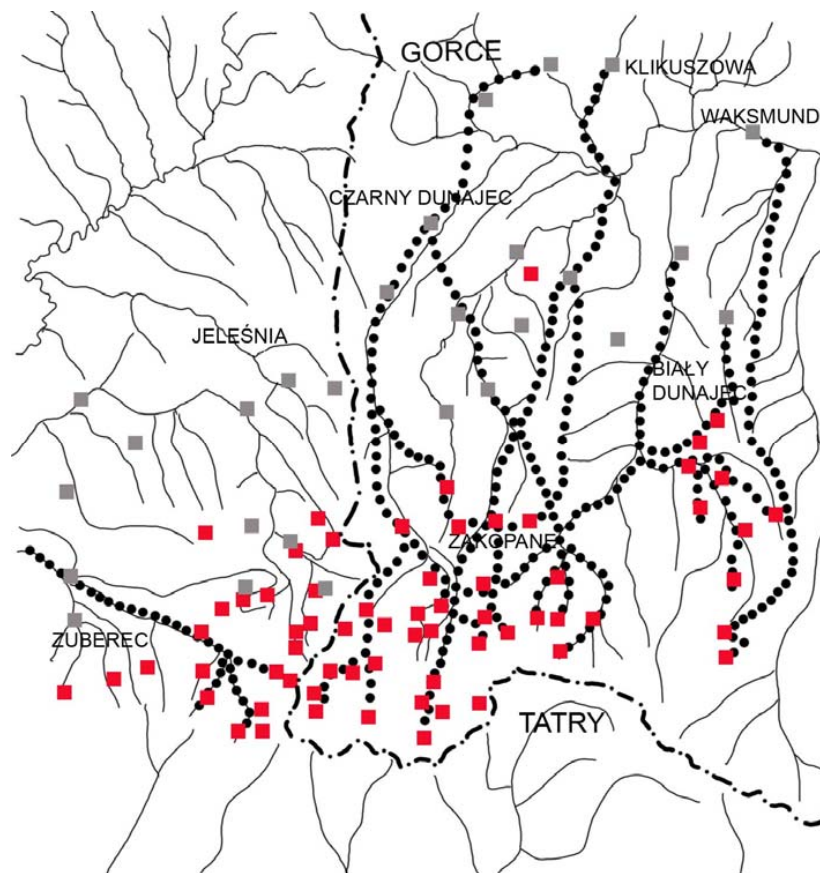 GORCE
KLIKUSZOWA
WAKSMUND
CZARNY DUNAJEC
JELEŚNIA
BIAŁY
DUNAJEC
ZAKOPANE
ZUBEREC
TATRY